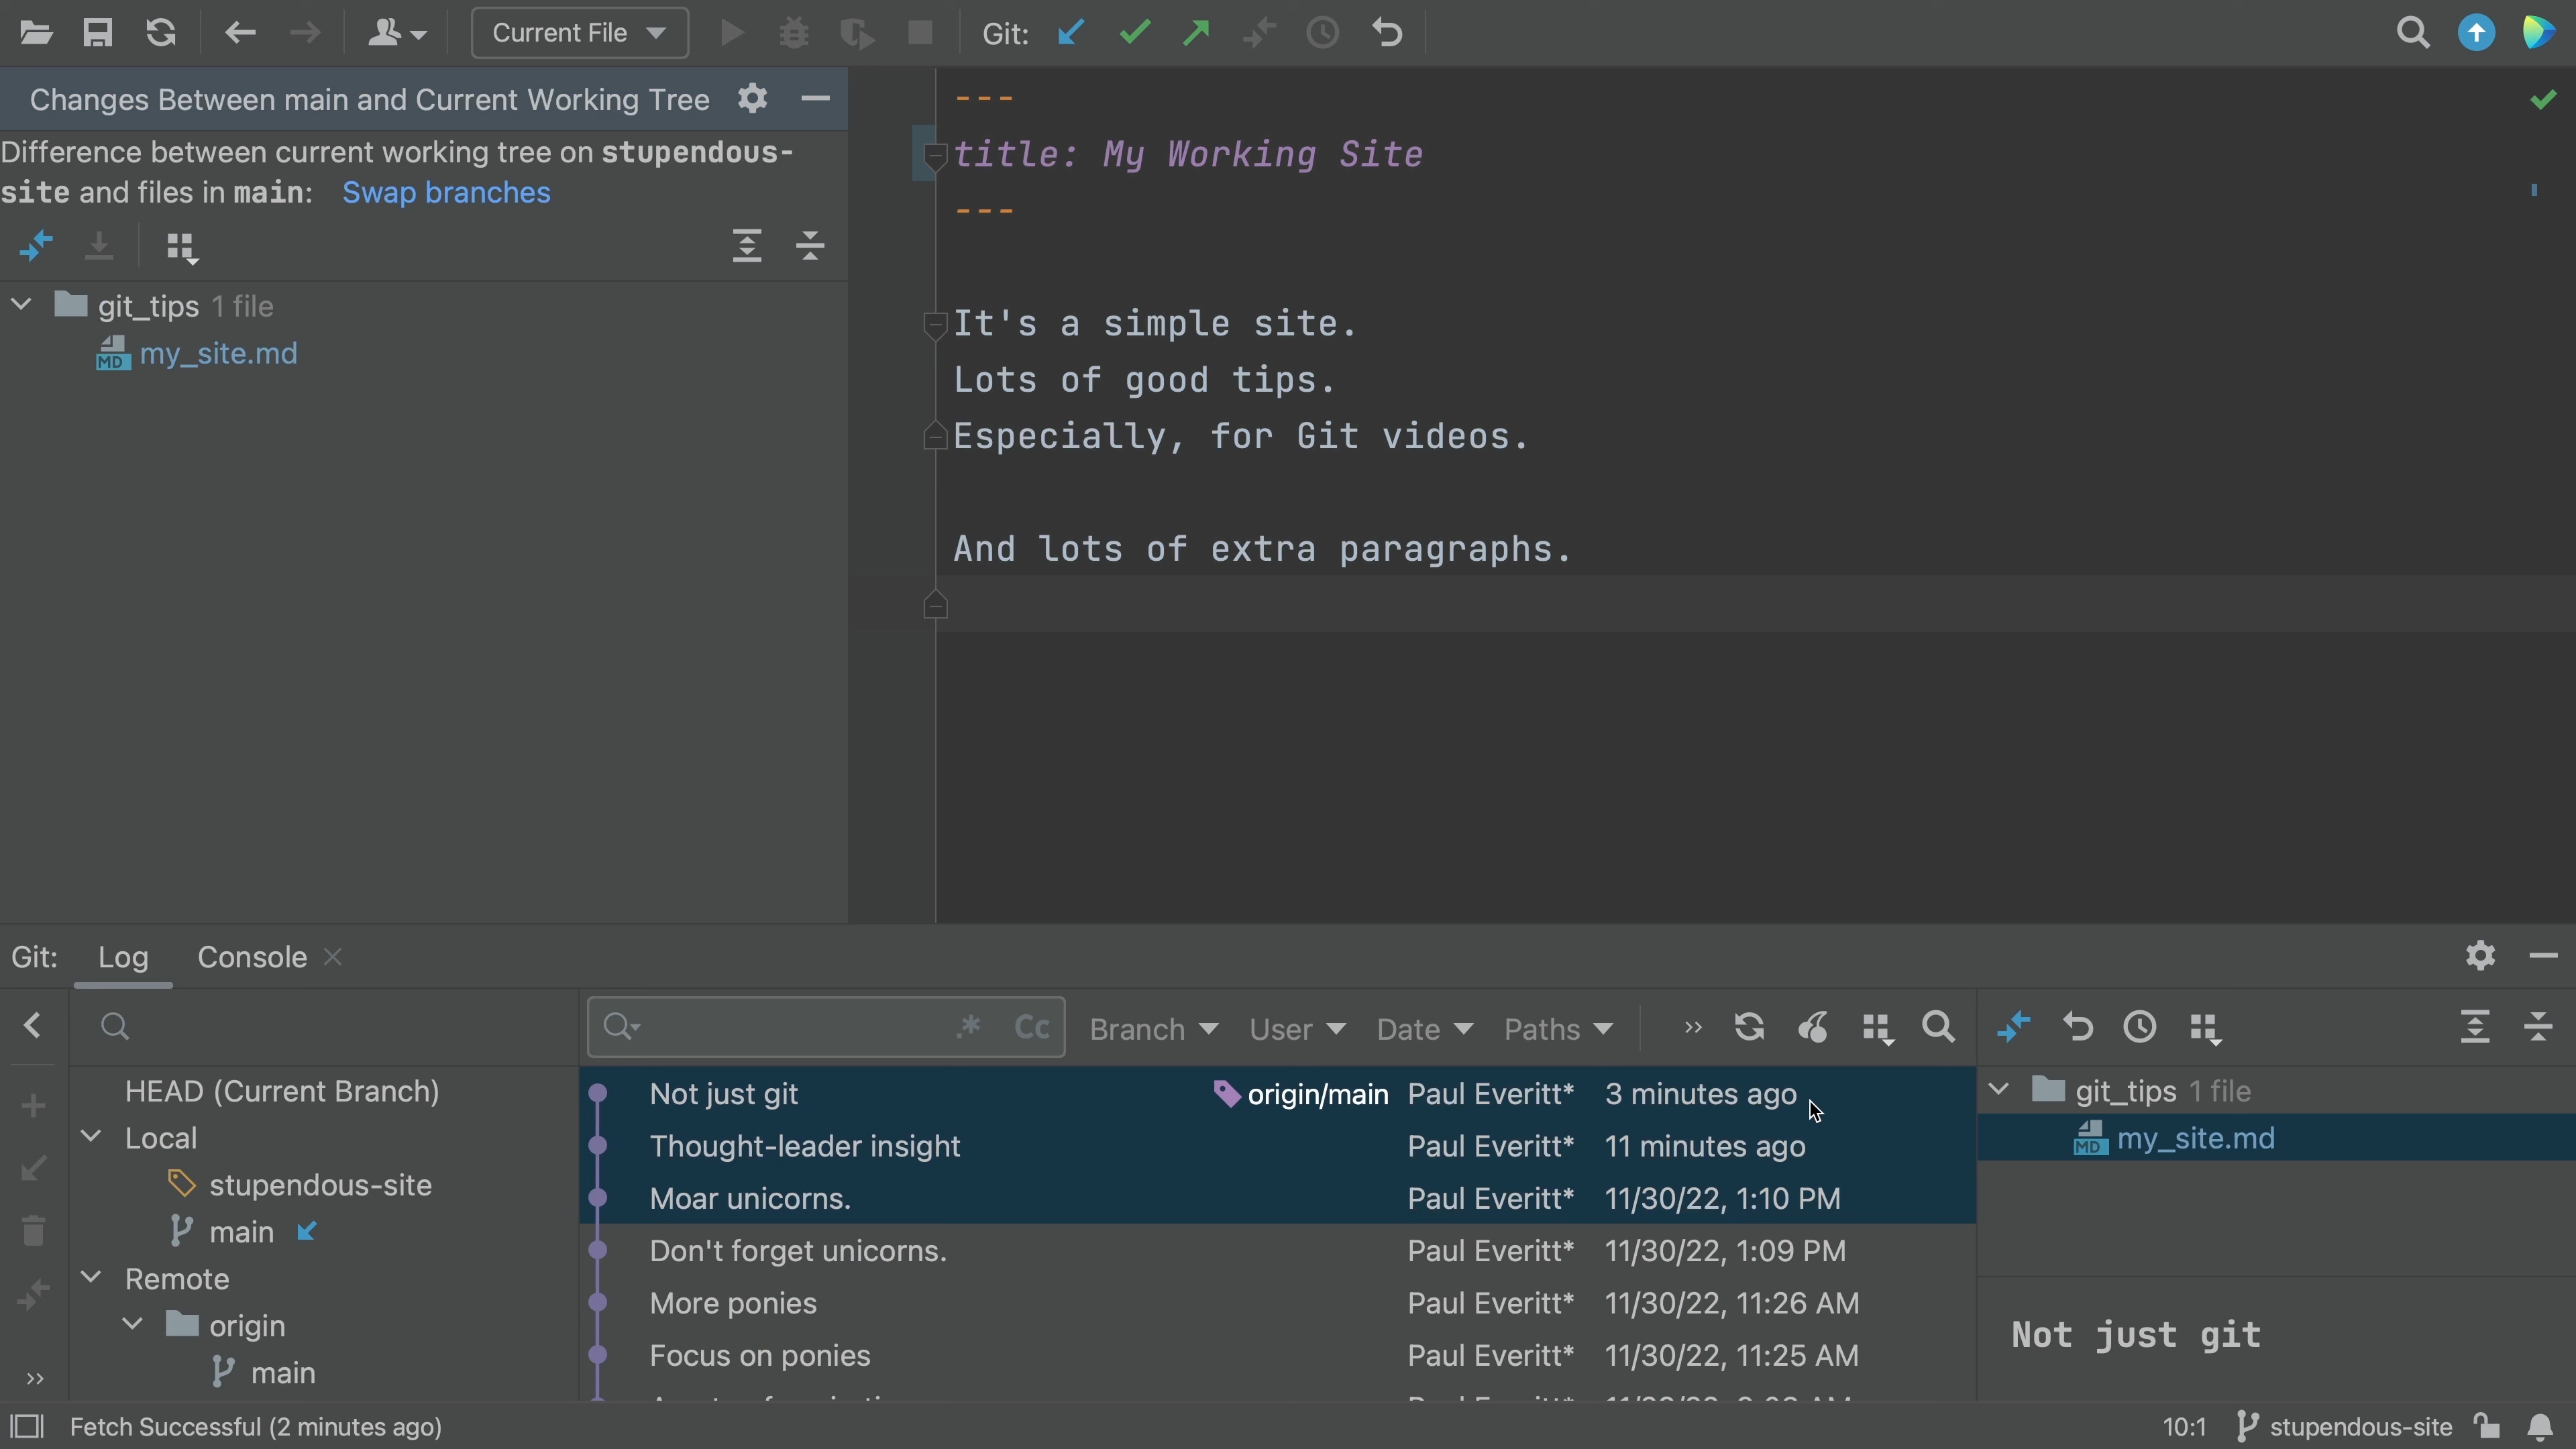 Current File
Git:
Changes Between main and Current Working Tree
Difference between current working tree on stupendous-
site and files in main: Swap branches
git_tips 1 file
MD my_site.md
---
title: My Working Site
---
It's a simple site.
Lots of good tips.
Especially, for Git videos.
And lots of extra paragraphs.
Git: Log Console
.* Cc Branch User Date Paths
HEAD (Current Branch)
Local
stupendous-site
main
Remote
origin
main
Not just git origin/main Paul Everitt* 3 minutes ago
Thought-leader insight Paul Everitt* 11 minutes ago
Moar unicorns. Paul Everitt* 11/30/22, 1:10 PM
Don't forget unicorns. Paul Everitt* 11/30/22, 1:09 PM
More ponies Paul Everitt* 11/30/22, 11:26 AM
Focus on ponies Paul Everitt* 11/30/22, 11:25 AM
git_tips 1 file
MD my_site.md
Not just git
Fetch Successful (2 minutes ago)
10:1 stupendous-site